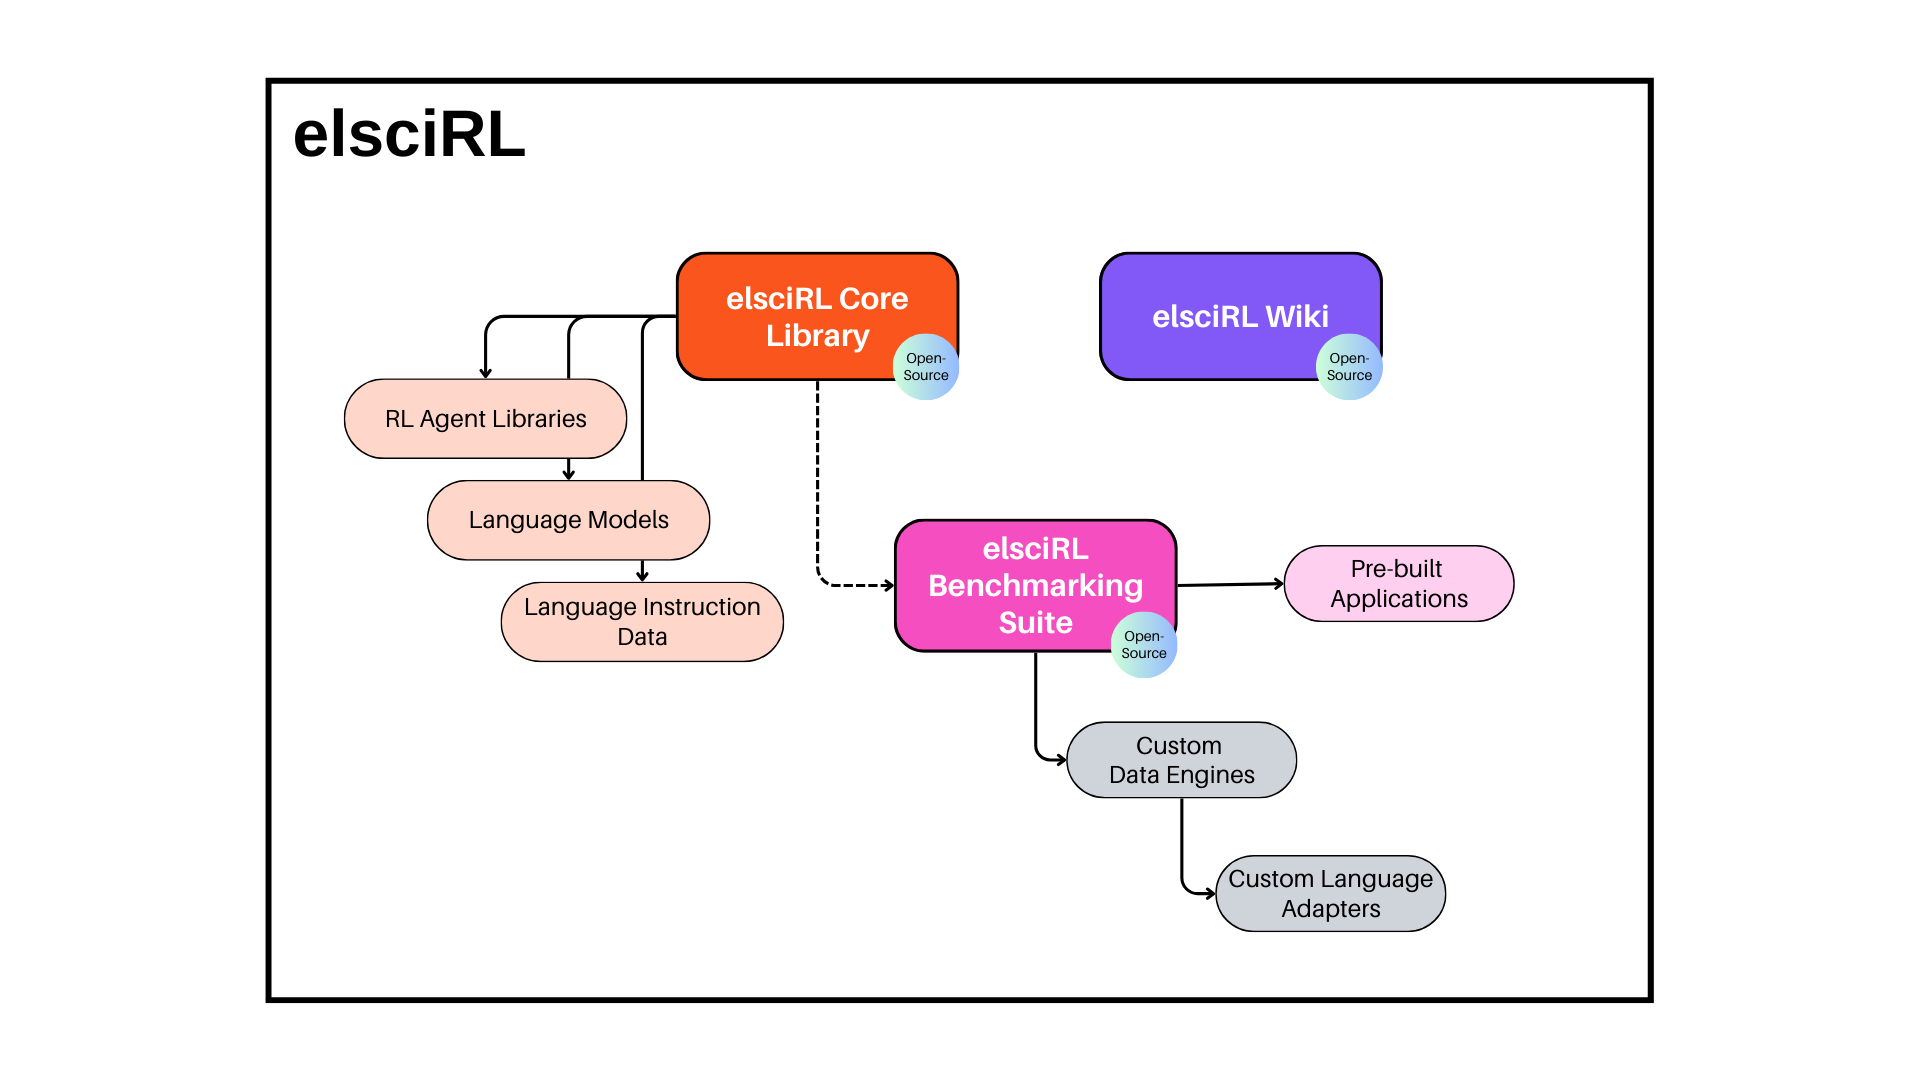 elsciRL
elsciRL Core
Library
Open-
Source
elsciRL Wiki
Open-
Source
RL Agent Libraries
Language Models
Language Instruction
Data
elsciRL
Benchmarking
Suite
Open-
Source
Pre-built
Applications
Custom
Data Engines
Custom Language
Adapters